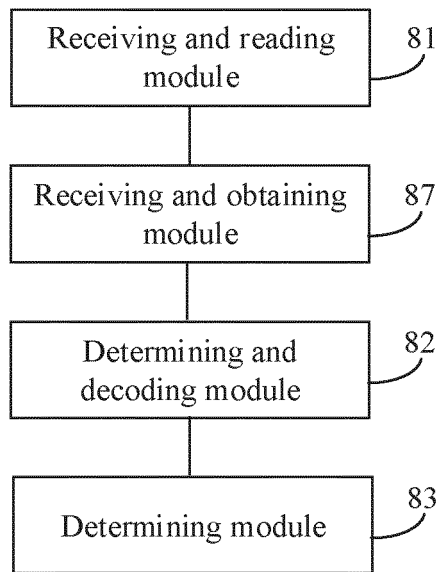 Receiving and reading
module
81
Receiving and obtaining
module
87
Determining and
decoding module
82
Determining module
83